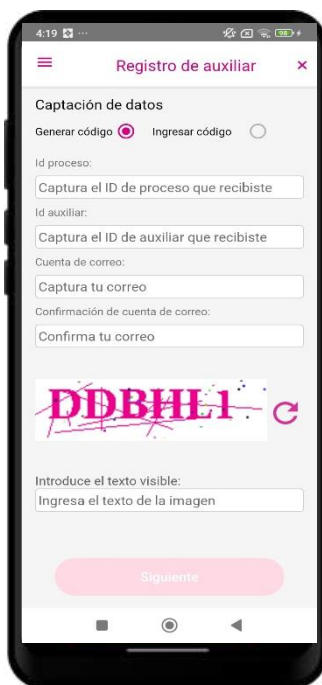 4:19 ...
98
Registro de auxiliar ×
Captación de datos
Generar código Ingresar código
Id proceso:
Captura el ID de proceso que recibiste
Id auxiliar:
Captura el ID de auxiliar que recibiste
Cuenta de correo:
Captura tu correo
Confirmación de cuenta de correo:
Confirma tu correo
DDBHL1
Introduce el texto visible:
Ingresa el texto de la imagen
Siguiente